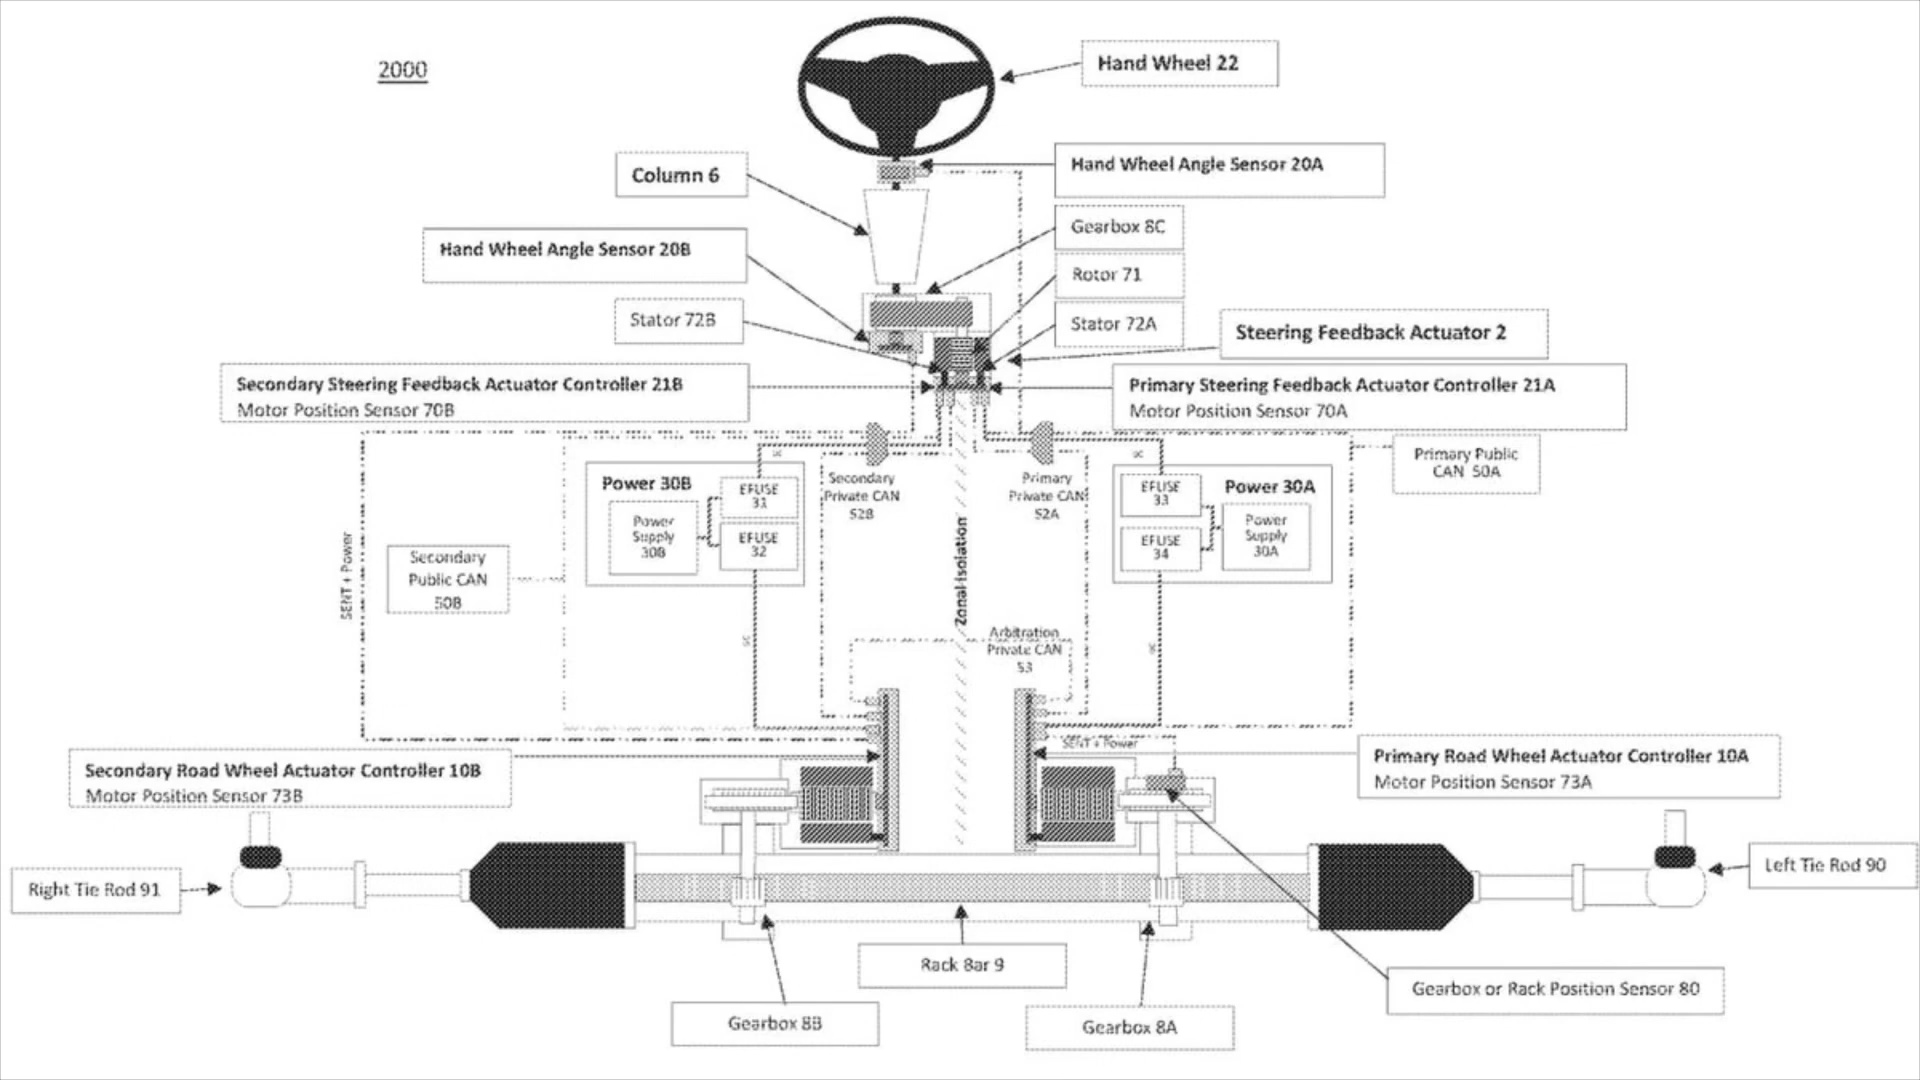 2000
Hand Wheel 22
Hand Wheel Angle Sensor 20A
Column 6
Gearbox 8C
Hand Wheel Angle Sensor 20B
Rotor 71
Stator 72B
Stator 72A
Steering Feedback Actuator 2
Secondary Steering Feedback Actuator Controller 21B
Motor Position Sensor 70B
Primary Steering Feedback Actuator Controller 21A
Motor Position Sensor 70A
Primary Public
CAN 50A
Secondary
Private CAN
52B
Primary
Private CAN
52A
Power 30B
EFUSE
31
Power
Supply
30B
EFUSE
32
EFUSE
33
Power 30A
EFUSE
34
Power
Supply
30A
SENT + Power
Secondary
Public CAN
50B
Zonal Isolation
Arbitration
Private CAN
53
SENT + Power
Secondary Road Wheel Actuator Controller 10B
Motor Position Sensor 73B
Primary Road Wheel Actuator Controller 10A
Motor Position Sensor 73A
Right Tie Rod 91
Left Tie Rod 90
Rack Bar 9
Gearbox or Rack Position Sensor 80
Gearbox 8B
Gearbox 8A